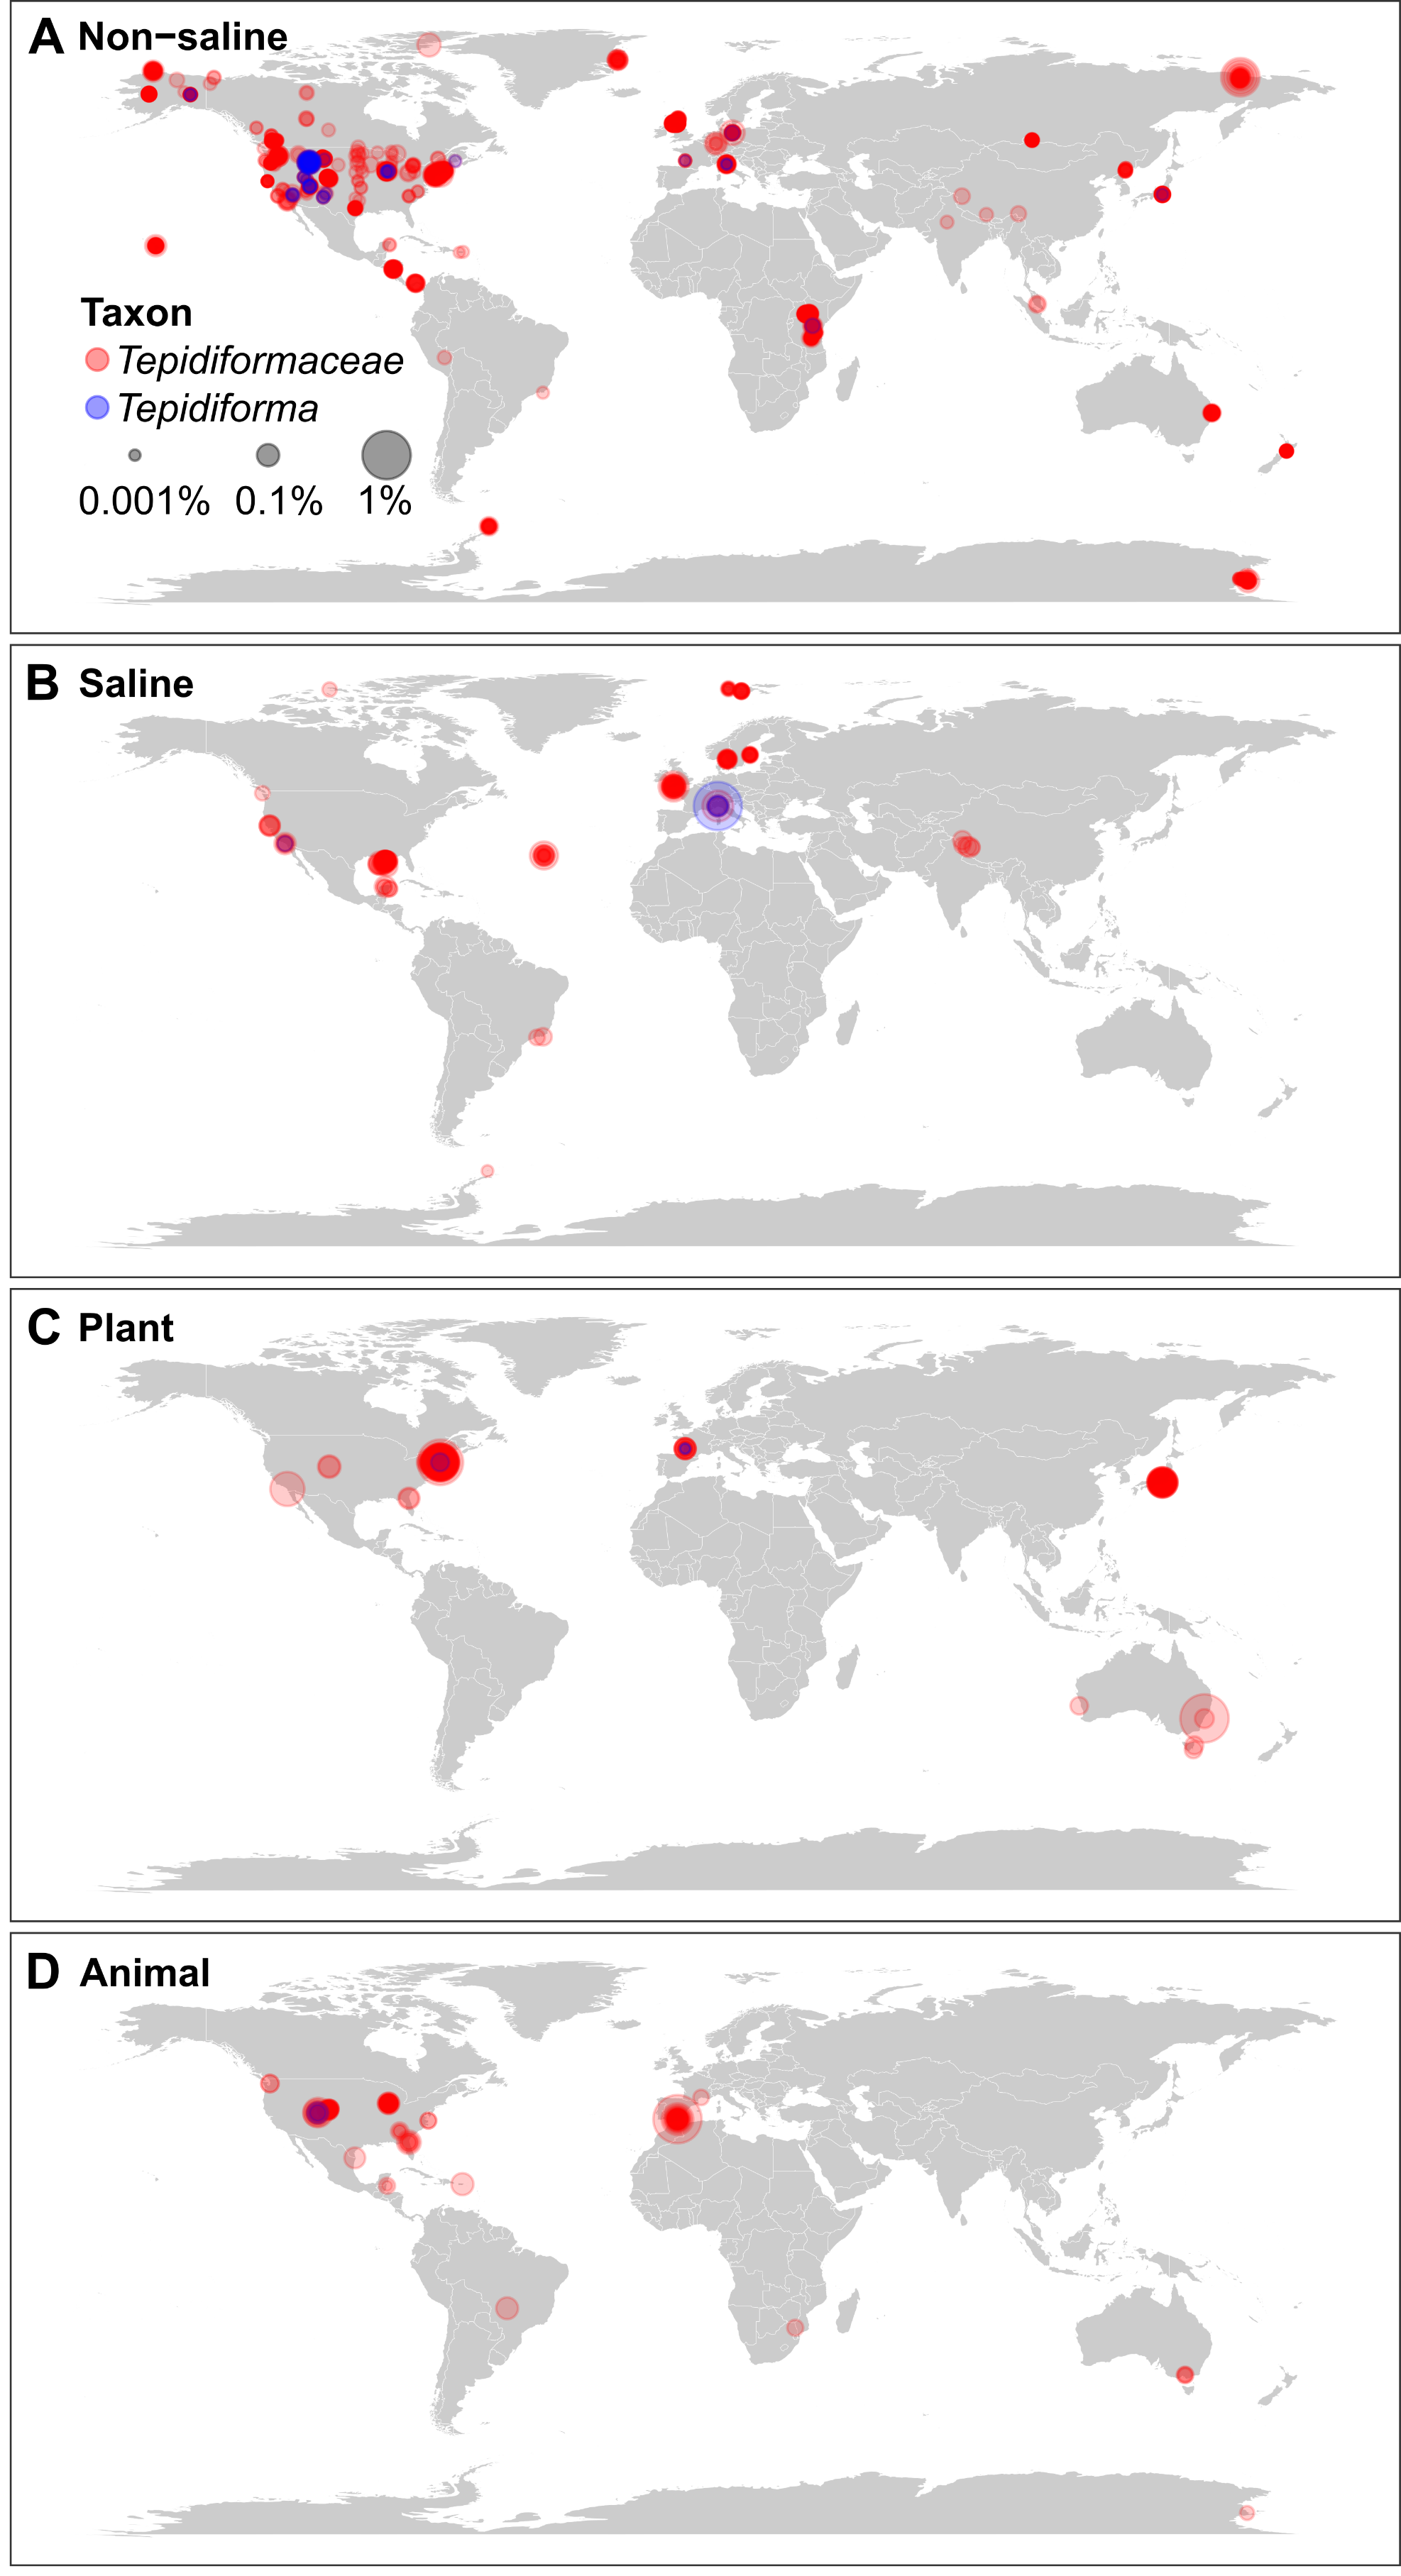 A Non−saline
Taxon
Tepidiformaceae
Tepidiforma
0.001% 0.1% 1%
B Saline
C Plant
D Animal